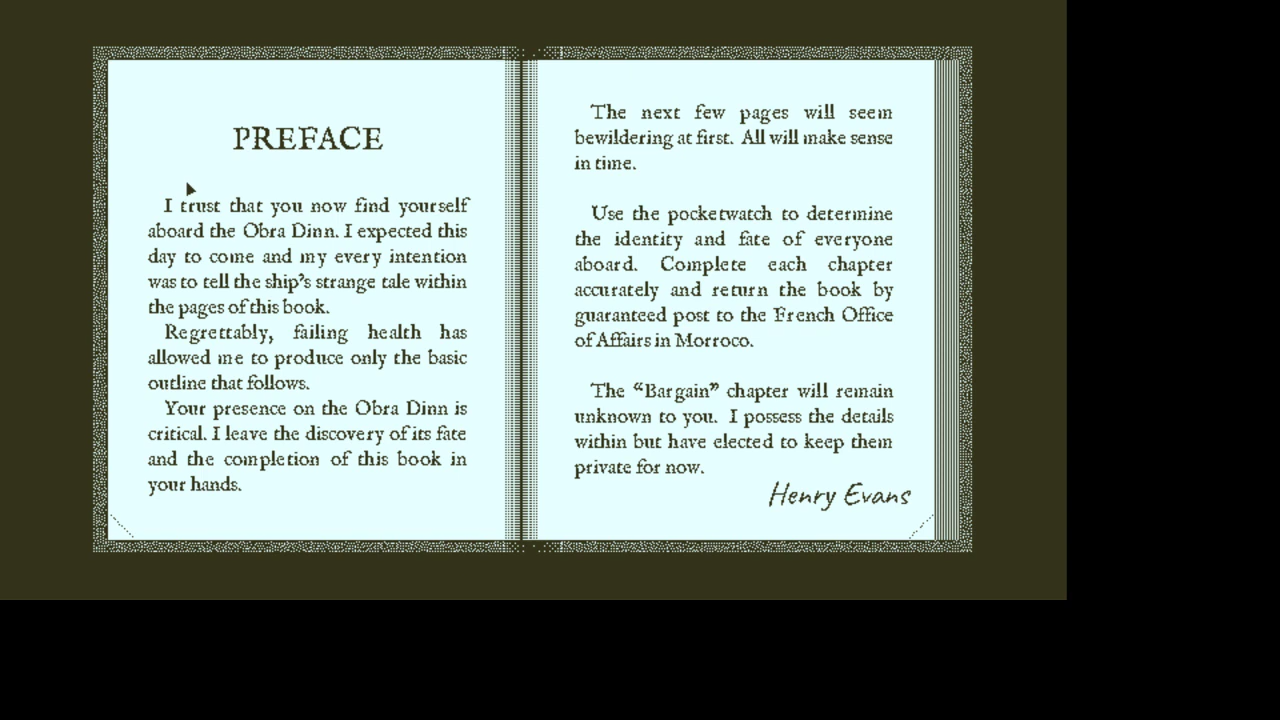 PREFACE
I trust that you now find yourself
aboard the Obra Dinn. I expected this
day to come and my every intention
was to tell the ship's strange tale within
the pages of this book.
Regrettably, failing health has
allowed me to produce only the basic
outline that follows.
Your presence on the Obra Dinn is
critical. I leave the discovery of its fate
and the completion of this book in
your hands.
The next few pages will seem
bewildering at first. All will make sense
in time.
Use the pocketwatch to determine
the identity and fate of everyone
aboard. Complete each chapter
accurately and return the book by
guaranteed post to the French Office
of Affairs in Morroco.
The “Bargain” chapter will remain
unknown to you. I possess the details
within but have elected to keep them
private for now.
Henry Evans